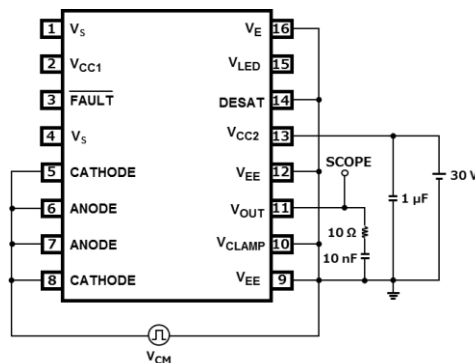 1 VS VE 16
2 VCC1 VLED 15
3 FAULT DESAT 14
4 VS VCC2 13
5 CATHODE VEE 12
6 ANODE VOUT 11
7 ANODE VCLAMP 10
8 CATHODE VEE 9
SCOPE
30 V
1 µF
10 Ω
10 nF
VCM